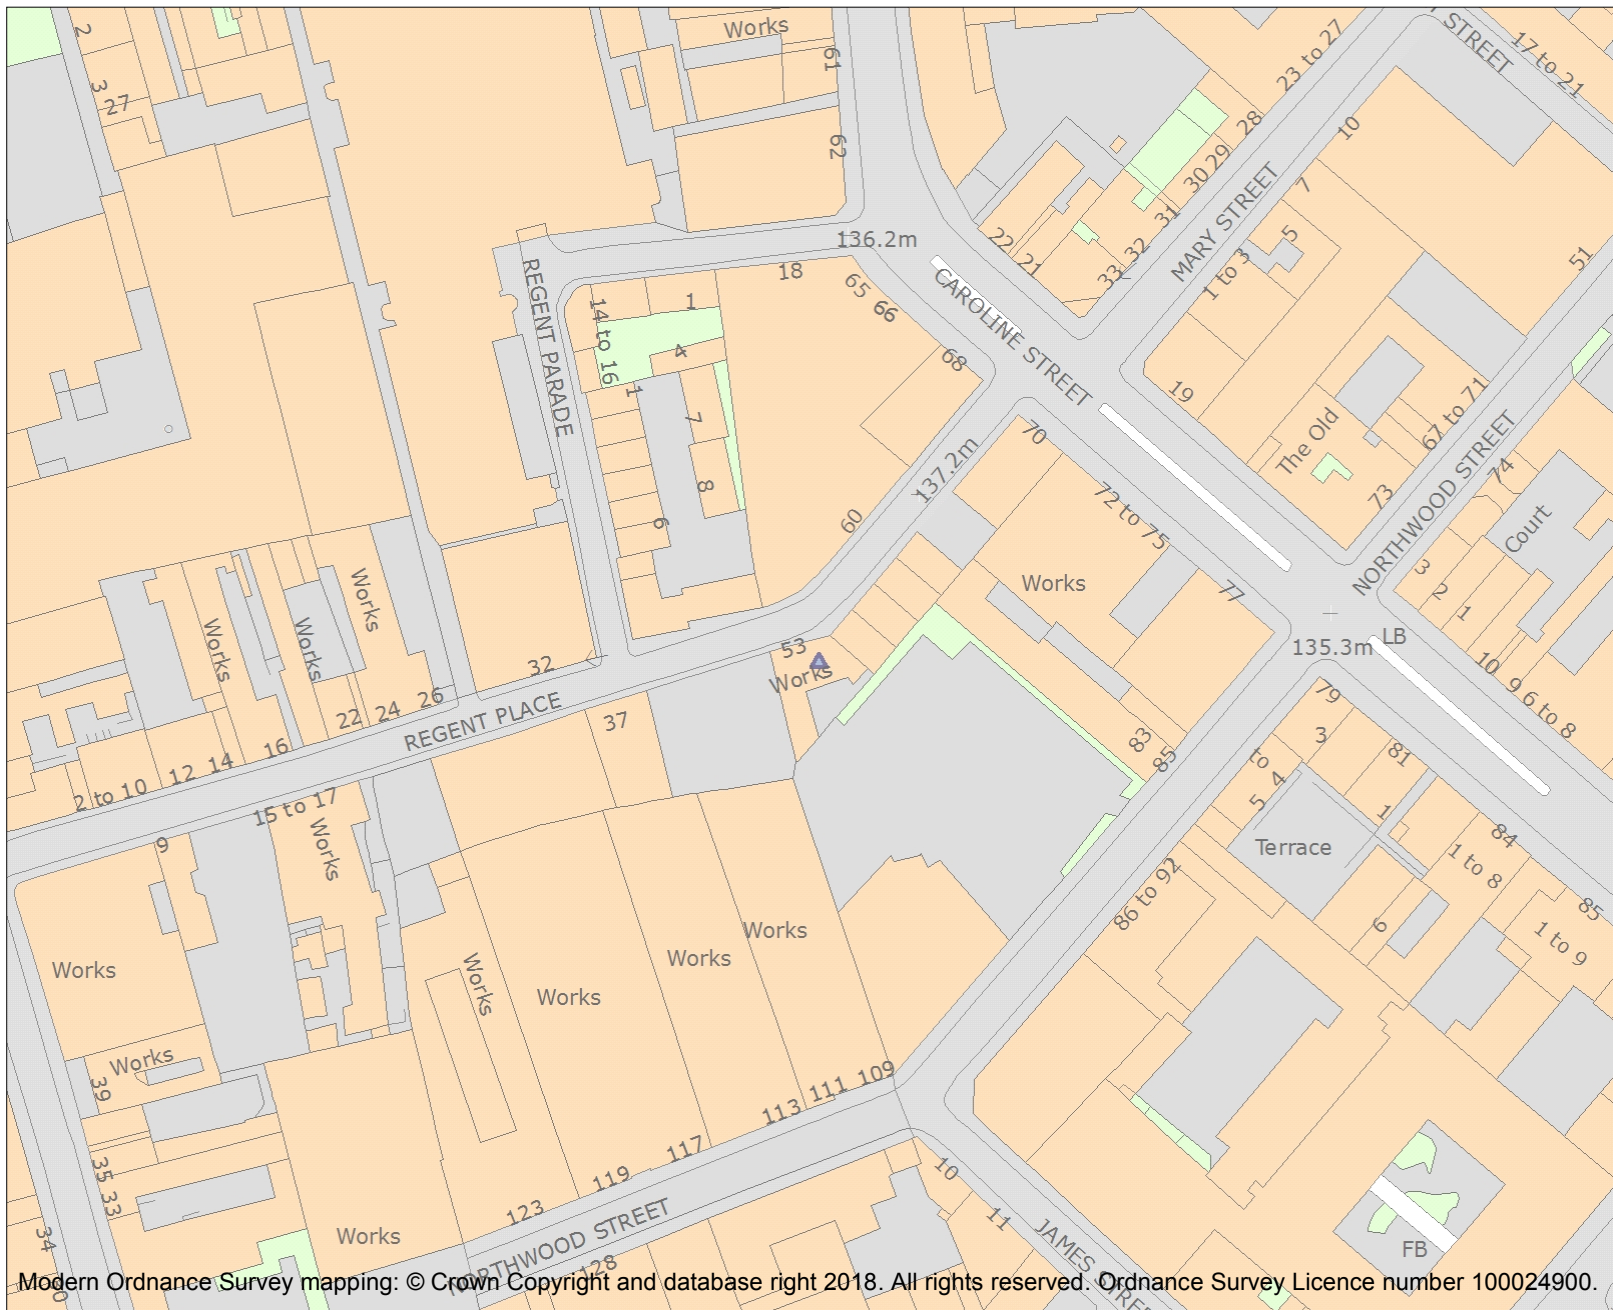 2
3
27
Works
61
62
23 to 27
STREET
17 to 21
28
10
29
30
31
32
33
22
21
MARY STREET
7
5
1 to 3
51
136.2m
18
65
66
68
CAROLINE STREET
REGENT PARADE
14 to 16
1
4
1
7
8
6
19
The Old
67 to 71
73
74
NORTHWOOD STREET
Court
3
2
1
70
137.2m
60
72 to 75
Works
77
135.3m
LB
10
9
6 to 8
Works
Works
Works
32
53
Works
22
24
26
REGENT PLACE
37
16
14
12
2 to 10
15 to 17
9
Works
79
3
81
to 4
5
83
85
1
Terrace
84
1 to 8
85
1 to 9
6
86 to 92
Works
Works
Works
Works
Works
Works
39
35
33
34
109
111
113
117
119
123
NORTHWOOD STREET
128
Works
10
11
JAMES STREET
FB
Modern Ordnance Survey mapping: © Crown Copyright and database right 2018. All rights reserved. Ordnance Survey Licence number 100024900.